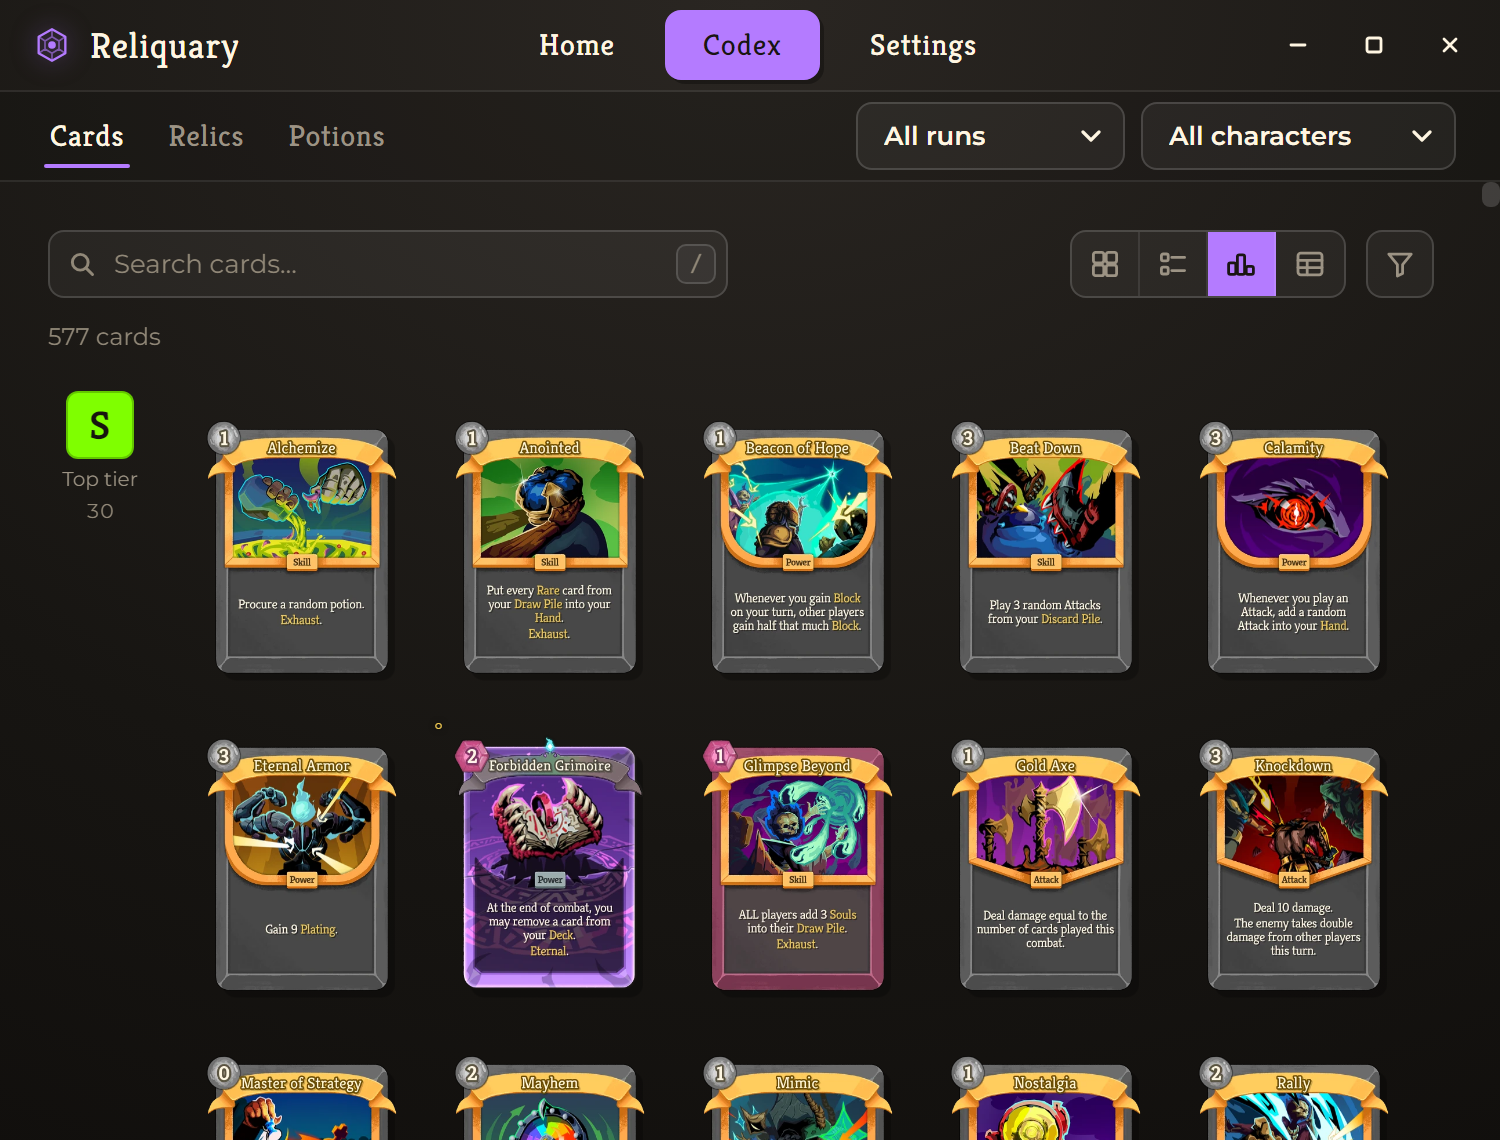 Reliquary
Home
Codex
Settings
Cards
Relics
Potions
All runs
All characters
Search cards...
/
577 cards
S
Top tier
30
1
Alchemize
Skill
Procure a random potion.
Exhaust.
1
Anointed
Skill
Put every Rare card from
your Draw Pile into your
Hand.
Exhaust.
1
Beacon of Hope
Power
Whenever you gain Block
on your turn, other players
gain half that much Block.
3
Beat Down
Skill
Play 3 random Attacks
from your Discard Pile.
3
Calamity
Power
Whenever you play an
Attack, add a random
Attack into your Hand.
3
Eternal Armor
Power
Gain 9 Plating.
2
Forbidden Grimoire
Power
At the end of combat, you
may remove a card from
your Deck.
Eternal.
1
Glimpse Beyond
Skill
ALL players add 3 Souls
into their Draw Pile.
Exhaust.
1
Gold Axe
Attack
Deal damage equal to the
number of cards played this
combat.
3
Knockdown
Attack
Deal 10 damage.
The enemy takes double
damage from other players
this turn.
0
Master of Strategy
2
Mayhem
1
Mimic
1
Nostalgia
2
Rally